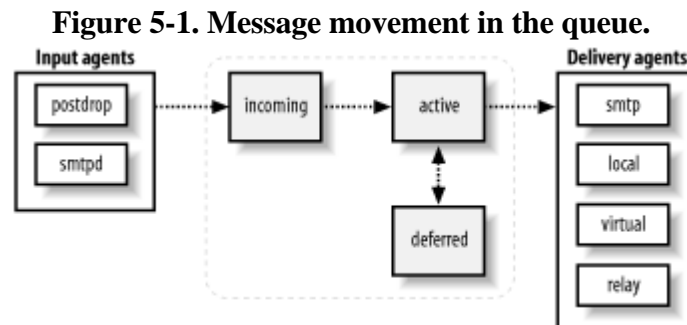 Figure 5-1. Message movement in the queue.
Input agents
postdrop
smtpd
incoming
active
deferred
Delivery agents
smtp
local
virtual
relay